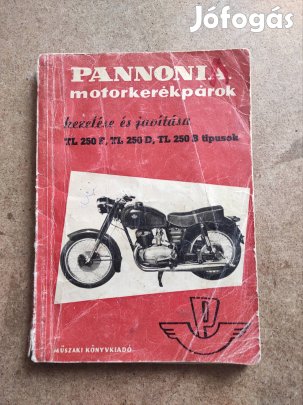 Jófogás
PANNONIA
motorkerékpárok
kezelése és javítása
TL 250 F, TL 250 D, TL 250 B típusok
P
MŰSZAKI KÖNYVKIADÓ